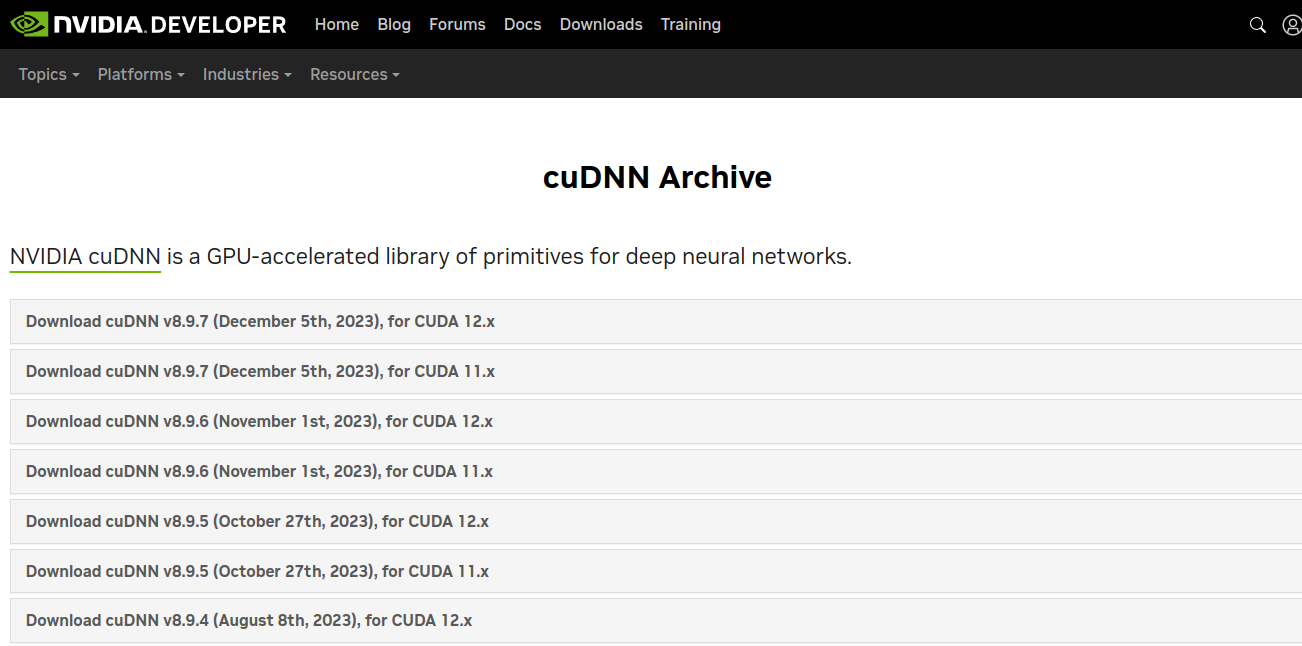 NVIDIA. DEVELOPER Home Blog Forums Docs Downloads Training
Topics Platforms Industries Resources
cuDNN Archive
NVIDIA cuDNN is a GPU-accelerated library of primitives for deep neural networks.
Download cuDNN v8.9.7 (December 5th, 2023), for CUDA 12.x
Download cuDNN v8.9.7 (December 5th, 2023), for CUDA 11.x
Download cuDNN v8.9.6 (November 1st, 2023), for CUDA 12.x
Download cuDNN v8.9.6 (November 1st, 2023), for CUDA 11.x
Download cuDNN v8.9.5 (October 27th, 2023), for CUDA 12.x
Download cuDNN v8.9.5 (October 27th, 2023), for CUDA 11.x
Download cuDNN v8.9.4 (August 8th, 2023), for CUDA 12.x